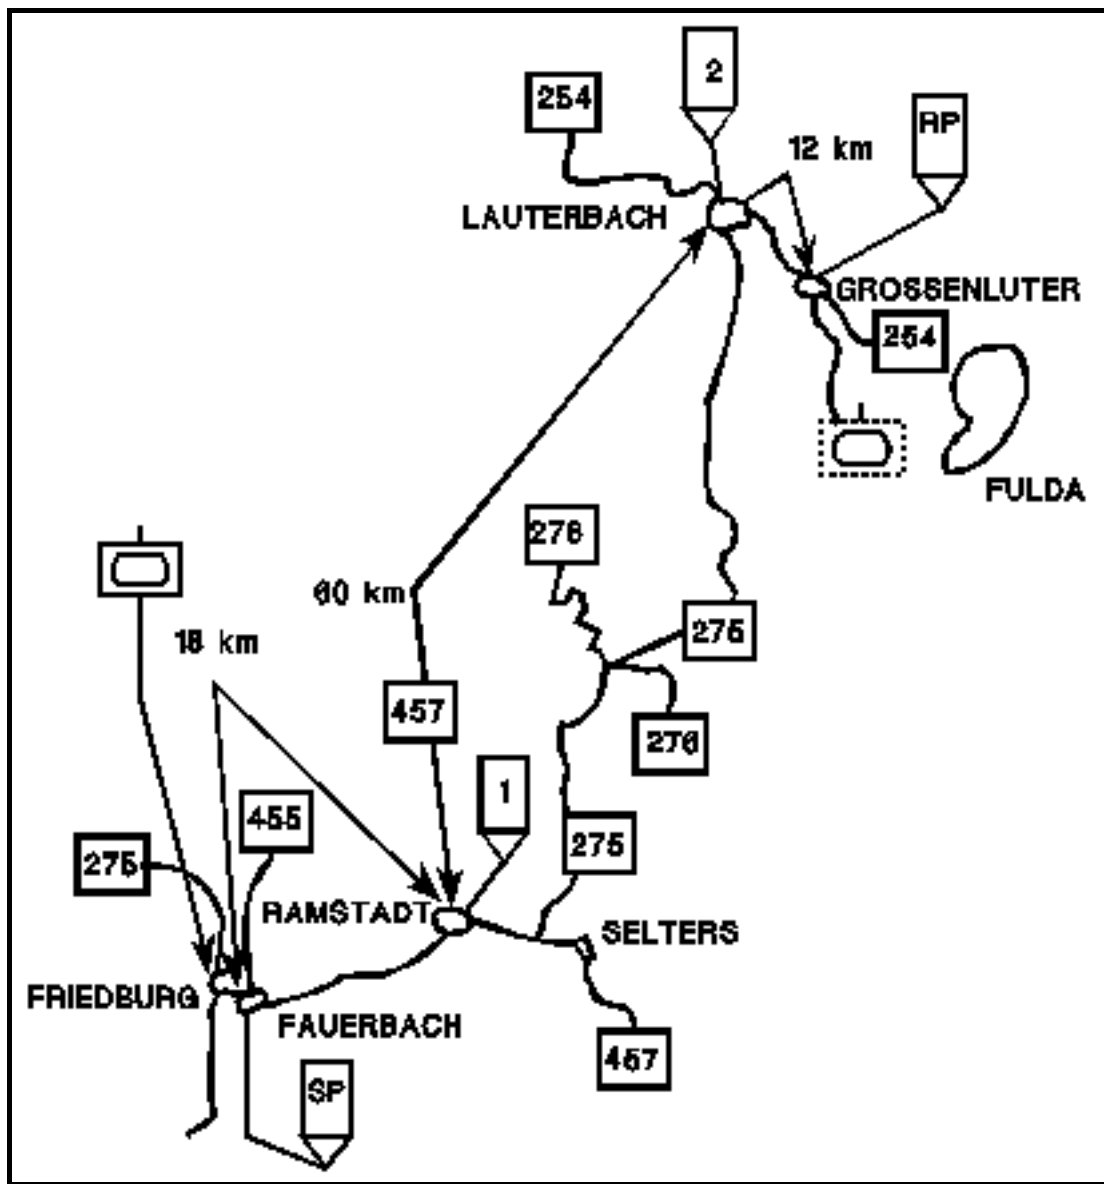 2
254
RP
12 km
LAUTERBACH
GROSSENLUTER
254
FULDA
276
60 km
275
18 km
457
276
1
455
275
275
RAMSTADT
SELTERS
FRIEDBURG
FAUERBACH
457
SP